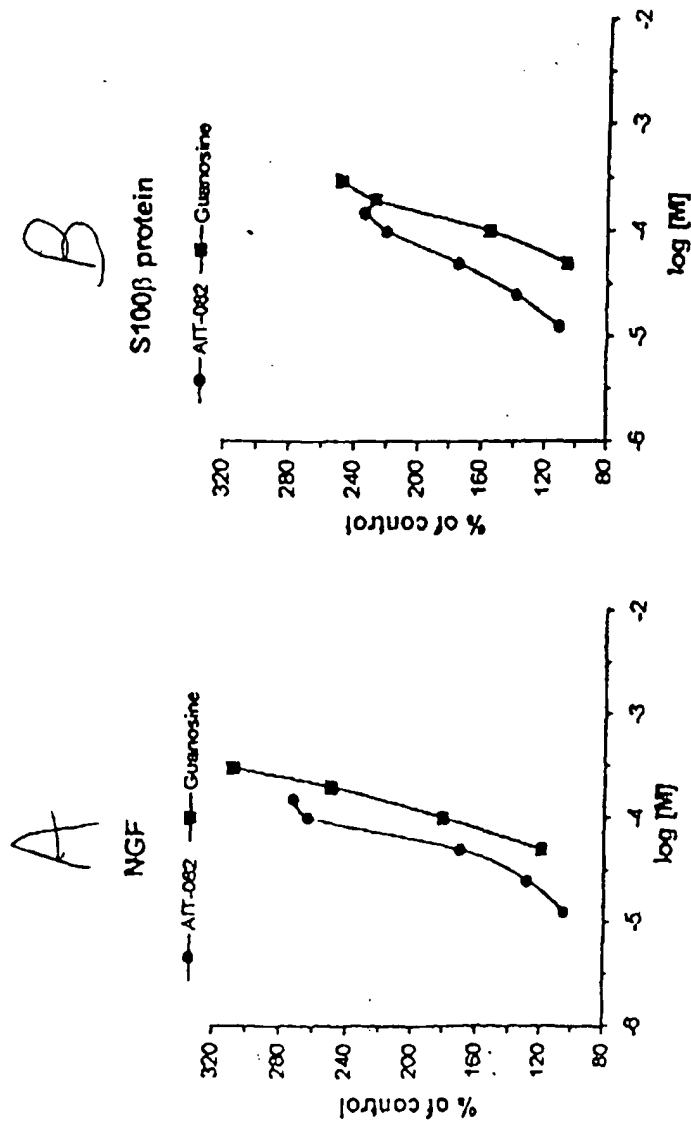 A
NGF
AIT-082 Guanosine
% of control
320
280
240
200
160
120
80
-6
-5
-4
-3
-2
log [M]
B
S100β protein
AIT-082 Guanosine
% of control
320
280
240
200
160
120
80
-6
-5
-4
-3
-2
log [M]